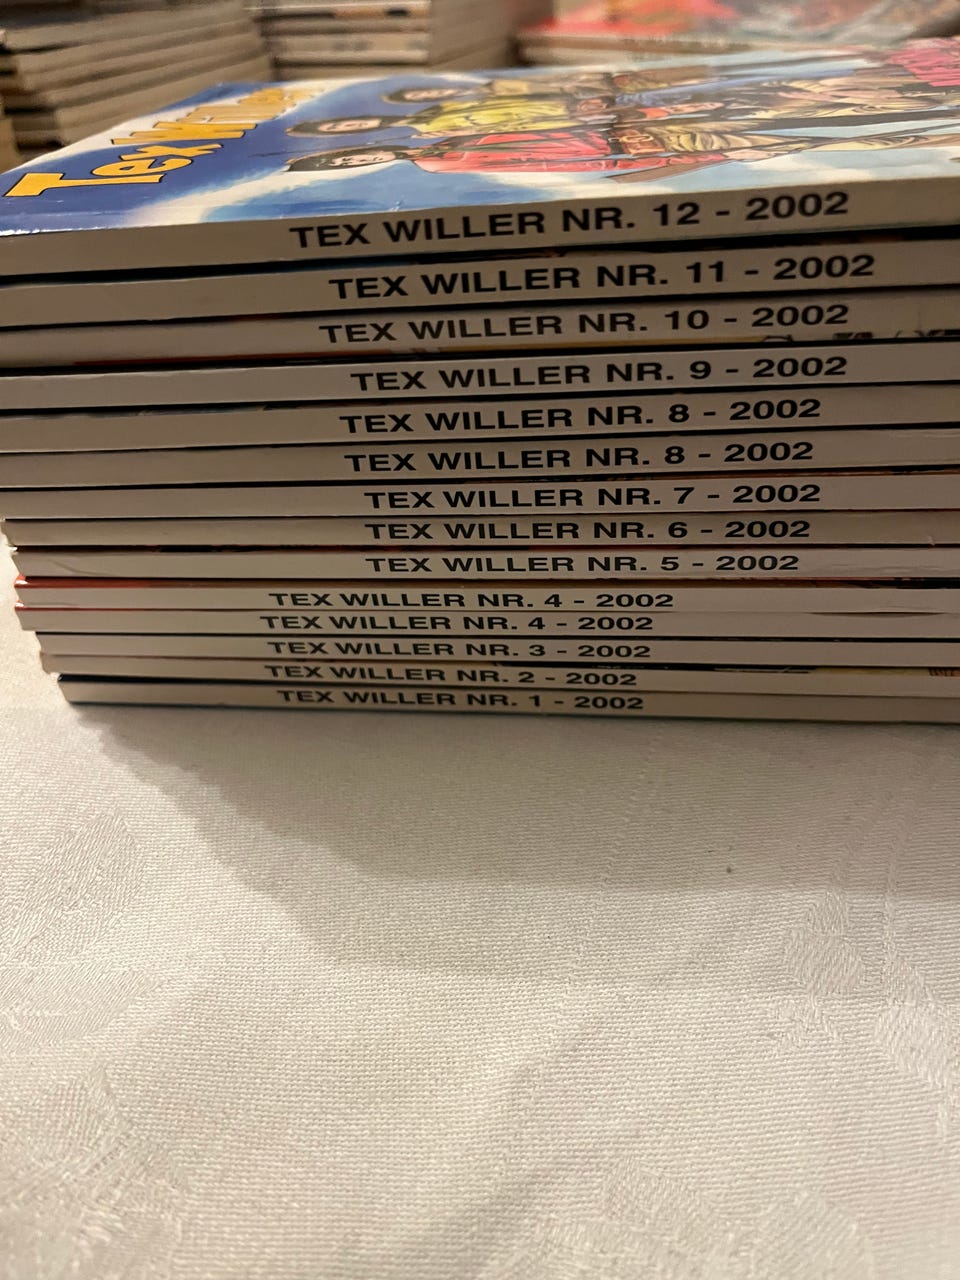 TEX WILLER
TEX WILLER NR. 12 - 2002
TEX WILLER NR. 11 - 2002
TEX WILLER NR. 10 - 2002
TEX WILLER NR. 9 - 2002
TEX WILLER NR. 8 - 2002
TEX WILLER NR. 8 - 2002
TEX WILLER NR. 7 - 2002
TEX WILLER NR. 6 - 2002
TEX WILLER NR. 5 - 2002
TEX WILLER NR. 4 - 2002
TEX WILLER NR. 4 - 2002
TEX WILLER NR. 3 - 2002
TEX WILLER NR. 2 - 2002
TEX WILLER NR. 1 - 2002